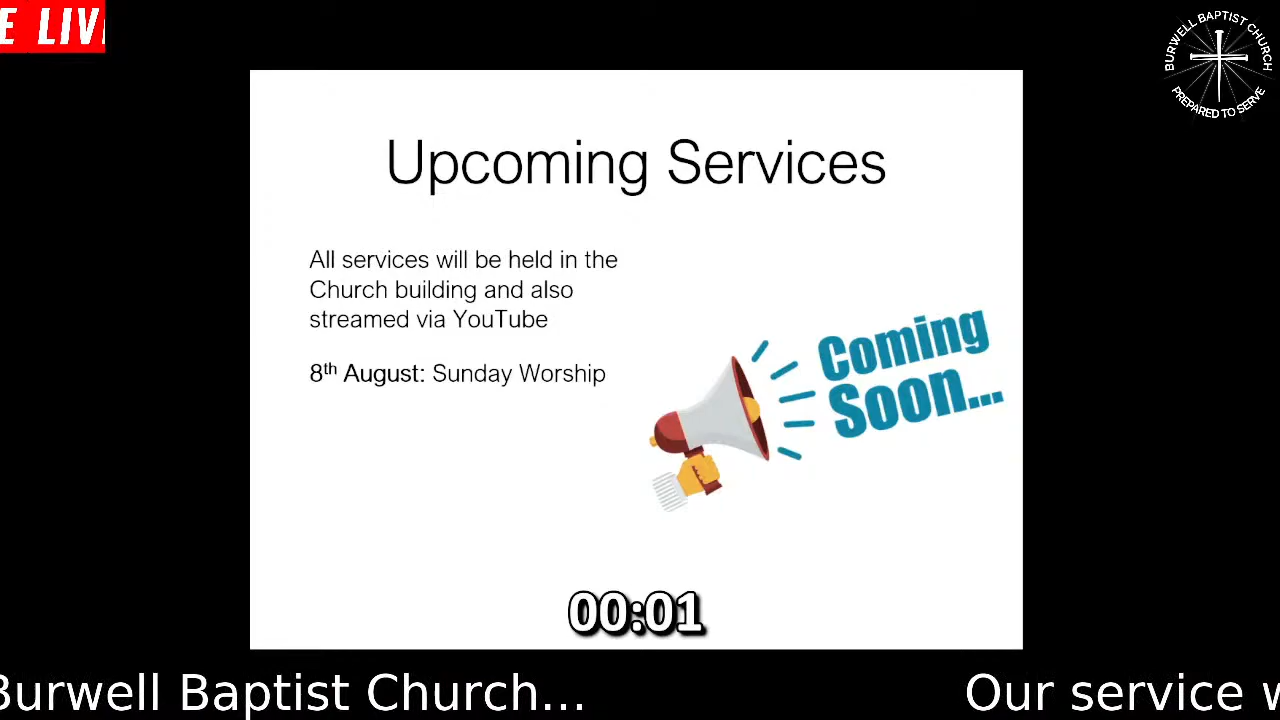 E LIVE
BURWELL BAPTIST CHURCH
PREPARED TO SERVE
Upcoming Services
All services will be held in the
Church building and also
streamed via YouTube
8th August: Sunday Worship
Coming
Soon...
00:01
Burwell Baptist Church... Our service w